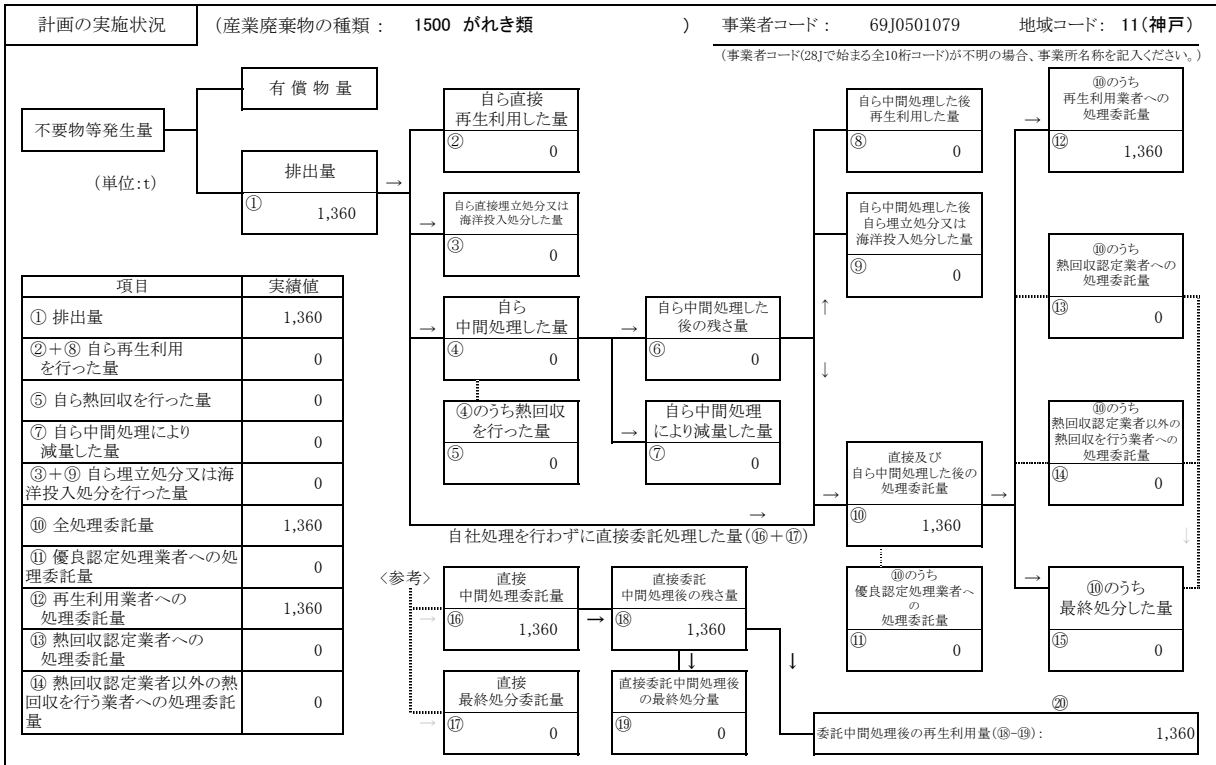 計画の実施状況
(産業廃棄物の種類 : 1500 がれき類 )
事業者コード : 69J0501079
地域コード: 11(神戸)
(事業者コード(28Jで始まる全10桁コード)が不明の場合、事業所名称を記入ください。)
不要物等発生量
(単位:t)
有 償 物 量
排出量
① 1,360
→
自ら直接
再生利用した量
② 0
→
自ら直接埋立処分又は
海洋投入処分した量
③ 0
→
自ら
中間処理した量
④ 0
④のうち熱回収
を行った量
⑤ 0
→
自ら中間処理した
後の残さ量
⑥ 0
→
自ら中間処理
により減量した量
⑦ 0
自ら中間処理した後
再生利用した量
⑧ 0
自ら中間処理した後
自ら埋立処分又は
海洋投入処分した量
⑨ 0
↑
↓
→
直接及び
自ら中間処理した後の
処理委託量
⑩ 1,360
→
⑩のうち
優良認定処理業者へ
の
処理委託量
⑪ 0
→
⑩のうち
再生利用業者への
処理委託量
⑫ 1,360
⑩のうち
熱回収認定業者への
処理委託量
⑬ 0
⑩のうち
熱回収認定業者以外の
熱回収を行う業者への
処理委託量
⑭ 0
↓
→
⑩のうち
最終処分した量
⑮ 0
→
自社処理を行わずに直接委託処理した量(⑯+⑰)
項目 実績値
① 排出量 1,360
②+⑧ 自ら再生利用
を行った量 0
⑤ 自ら熱回収を行った量 0
⑦ 自ら中間処理により
減量した量 0
③+⑨ 自ら埋立処分又は海
洋投入処分を行った量 0
⑩ 全処理委託量 1,360
⑪ 優良認定処理業者への処
理委託量 0
⑫ 再生利用業者への
処理委託量 1,360
⑬ 熱回収認定業者への
処理委託量 0
⑭ 熱回収認定業者以外の熱
回収を行う業者への処理委託
量 0
<参考>
→
直接
中間処理委託量
⑯ 1,360
→
直接委託
中間処理後の残さ量
⑱ 1,360
→
直接
最終処分委託量
⑰ 0
↓
直接委託中間処理後
の最終処分量
⑲ 0
↓
⑳
委託中間処理後の再生利用量(⑱-⑲): 1,360